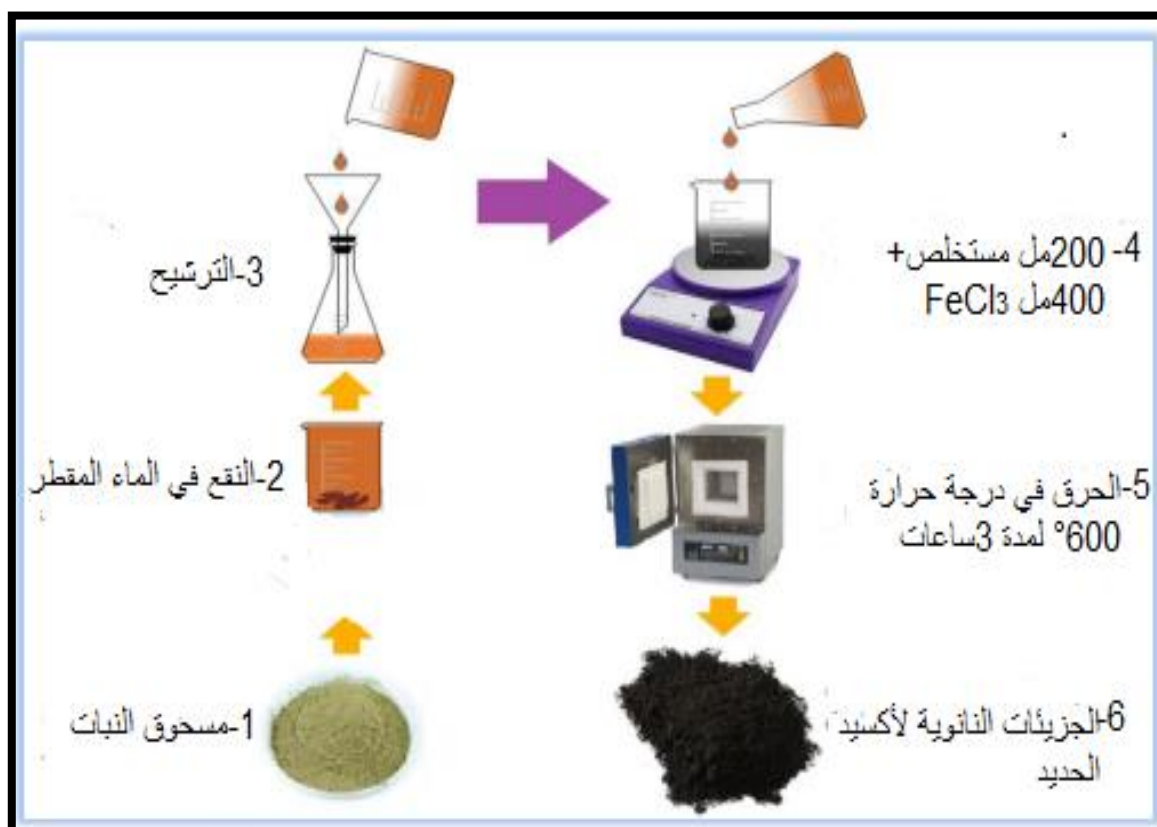 1-مسحوق النبات
2-النقع في الماء المقطر
3-الترشيح
4- 200مل مستخلص+
400مل FeCl3
5-الحرق في درجة حرارة
600° لمدة 3ساعات
6-الجزيئات النانوية لأكسيد
الحديد